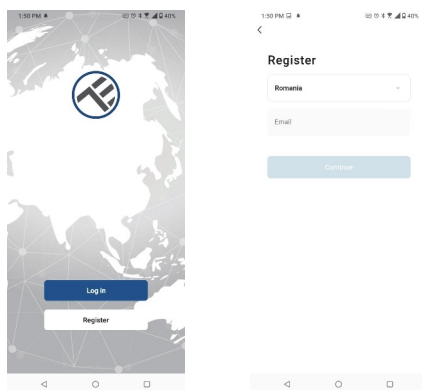 1:50 PM
40%
Log in
Register
1:50 PM
40%
Register
Romania
Email
Continue